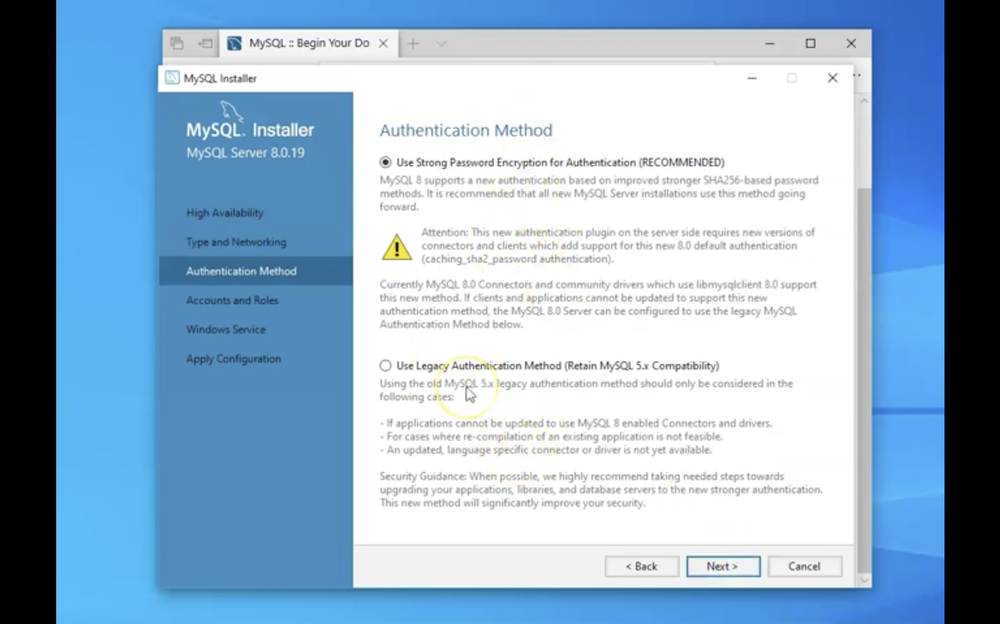 MySQL :: Begin Your Do
MySQL Installer
MySQL. Installer
MySQL Server 8.0.19
High Availability
Type and Networking
Authentication Method
Accounts and Roles
Windows Service
Apply Configuration
Authentication Method
Use Strong Password Encryption for Authentication (RECOMMENDED)
MySQL 8 supports a new authentication based on improved stronger SHA256-based password
methods. It is recommended that all new MySQL Server installations use this method going
forward.
Attention: This new authentication plugin on the server side requires new versions of
connectors and clients which add support for this new 8.0 default authentication
(caching_sha2_password authentication).
Currently MySQL 8.0 Connectors and community drivers which use libmysqlclient 8.0 support
this new method. If clients and applications cannot be updated to support this new
authentication method, the MySQL 8.0 Server can be configured to use the legacy MySQL
Authentication Method below.
Use Legacy Authentication Method (Retain MySQL 5.x Compatibility)
Using the old MySQL 5.x legacy authentication method should only be considered in the
following cases:
- If applications cannot be updated to use MySQL 8 enabled Connectors and drivers.
- For cases where re-compilation of an existing application is not feasible.
- An updated, language specific connector or driver is not yet available.
Security Guidance: When possible, we highly recommend taking needed steps towards
upgrading your applications, libraries, and database servers to the new stronger authentication.
This new method will significantly improve your security.
< Back
Next >
Cancel